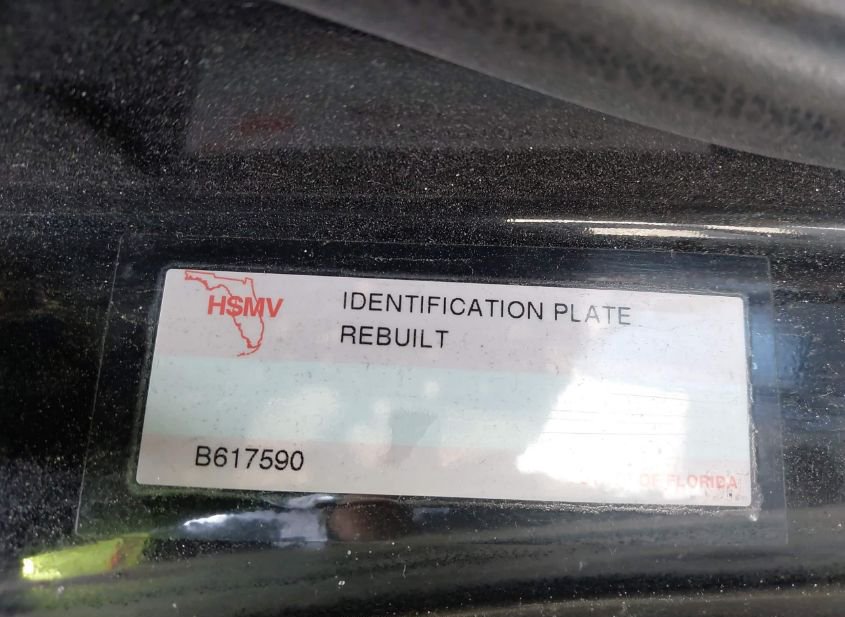 HSMV
IDENTIFICATION PLATE
REBUILT
B617590
OF FLORIDA